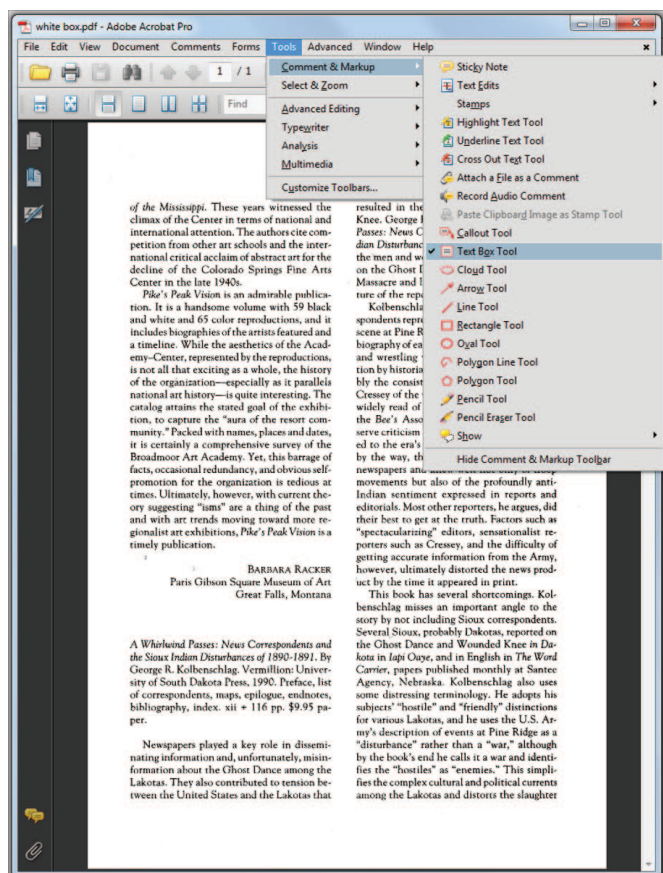 white box.pdf - Adobe Acrobat Pro
File Edit View Document Comments Forms Tools Advanced Window Help
1 / 1
Find
Comment & Markup
Select & Zoom
Advanced Editing
Typewriter
Analysis
Multimedia
Customize Toolbars...
Sticky Note
Text Edits
Stamps
Highlight Text Tool
Underline Text Tool
Cross Out Text Tool
Attach a File as a Comment
Record Audio Comment
Paste Clipboard Image as Stamp Tool
Callout Tool
Text Box Tool
Cloud Tool
Arrow Tool
Line Tool
Rectangle Tool
Oval Tool
Polygon Line Tool
Polygon Tool
Pencil Tool
Pencil Eraser Tool
Show
Hide Comment & Markup Toolbar
of the Mississippi. These years witnessed the
climax of the Center in terms of national and
international attention. The authors cite com-
petition from other art schools and the inter-
national critical acclaim of abstract art for the
decline of the Colorado Springs Fine Arts
Center in the late 1940s.
Pike's Peak Vision is an admirable publica-
tion. It is a handsome volume with 59 black
and white and 65 color reproductions, and it
includes biographies of the artists featured and
a timeline. While the aesthetics of the Acad-
emy–Center, represented by the reproductions,
is not all that exciting as a whole, the history
of the organization—especially as it parallels
national art history—is quite interesting. The
catalog attains the stated goal of the exhibi-
tion, to capture the "aura of the resort com-
munity." Packed with names, places and dates,
it is certainly a comprehensive survey of the
Broadmoor Art Academy. Yet, this barrage of
facts, occasional redundancy, and obvious self-
promotion for the organization is tedious at
times. Ultimately, however, with current the-
ory suggesting "isms" are a thing of the past
and with art trends moving toward more re-
gionalist art exhibitions, Pike's Peak Vision is a
timely publication.
BARBARA RACKER
Paris Gibson Square Museum of Art
Great Falls, Montana
A Whirlwind Passes: News Correspondents and
the Sioux Indian Disturbances of 1890-1891. By
George R. Kolbenschlag. Vermillion: Univer-
sity of South Dakota Press, 1990. Preface, list
of correspondents, maps, epilogue, endnotes,
bibliography, index. xii + 116 pp. $9.95 pa-
per.
Newspapers played a key role in dissemi-
nating information and, unfortunately, misin-
formation about the Ghost Dance among the
Lakotas. They also contributed to tension be-
tween the United States and the Lakotas that
resulted in the
Knee. George
Passes: News C
dian Disturbanc
the men and w
on the Ghost
Massacre and
ture of the rep
Kolbenschla
spondents repr
scene at Pine R
biography of ea
and wrestling
tion by historia
bly the consist
Cressey of the
widely read of
the Bee's Asso
serve criticism
ed to the era's
by the way, th
newspapers and
movements but also of the profoundly anti-
Indian sentiment expressed in reports and
editorials. Most other reporters, he argues, did
their best to get at the truth. Factors such as
"spectacularizing" editors, sensationalist re-
porters such as Cressey, and the difficulty of
getting accurate information from the Army,
however, ultimately distorted the news prod-
uct by the time it appeared in print.
This book has several shortcomings. Kol-
benschlag misses an important angle to the
story by not including Sioux correspondents.
Several Sioux, probably Dakotas, reported on
the Ghost Dance and Wounded Knee in Da-
kota in Iapi Oaye, and in English in The Word
Carrier, papers published monthly at Santee
Agency, Nebraska. Kolbenschlag also uses
some distressing terminology. He adopts his
subjects' "hostile" and "friendly" distinctions
for various Lakotas, and he uses the U.S. Ar-
my's description of events at Pine Ridge as a
"disturbance" rather than a "war," although
by the book's end he calls it a war and identi-
fies the "hostiles" as "enemies." This simpli-
fies the complex cultural and political currents
among the Lakotas and distorts the slaughter